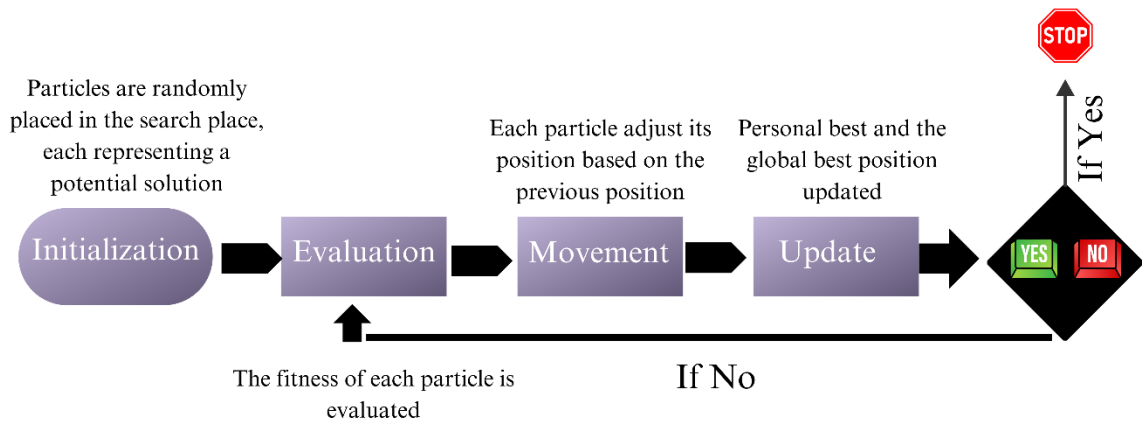 STOP
Particles are randomly
placed in the search place,
each representing a
potential solution
Each particle adjust its
position based on the
previous position
Personal best and the
global best position
updated
If Yes
Initialization
Evaluation
Movement
Update
YES
NO
If No
The fitness of each particle is
evaluated